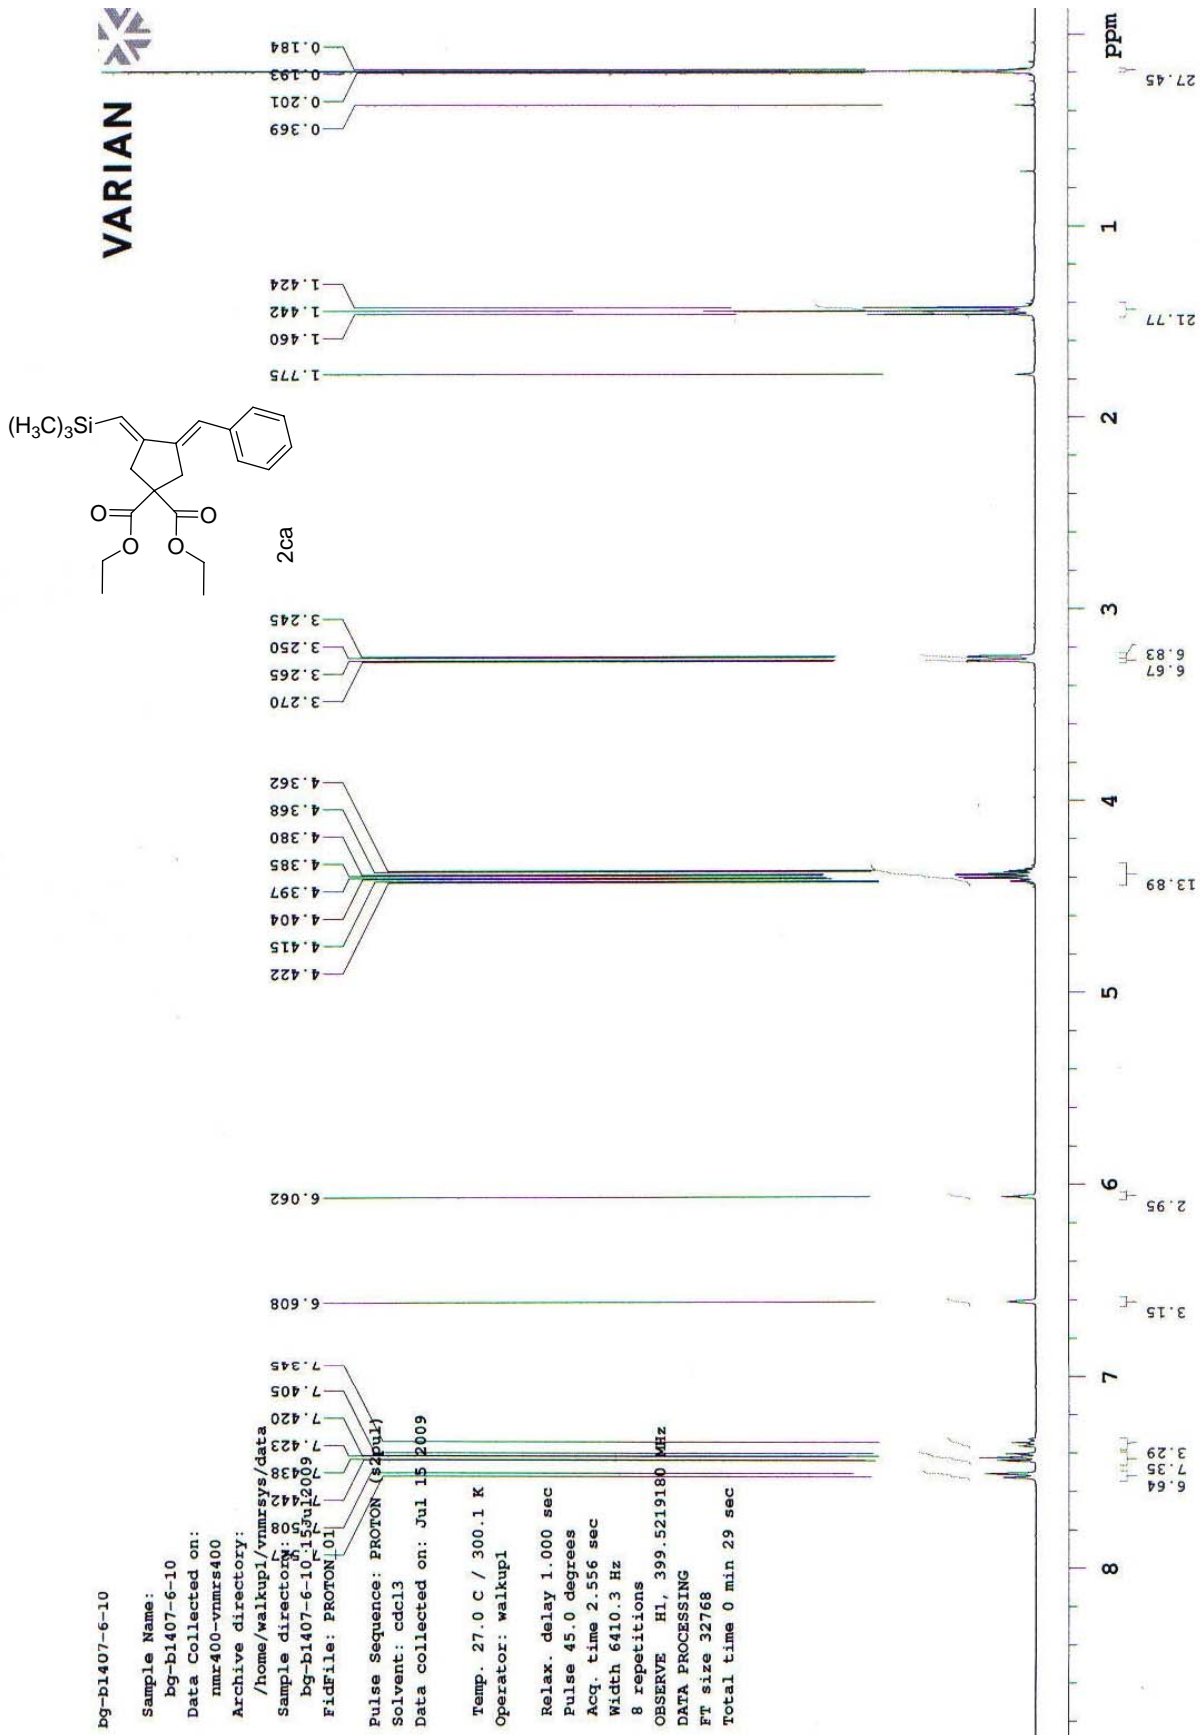 bg-b1407-6-10
Sample Name:
bg-b1407-6-10
Data Collected on:
nmr400-vnmrs400
Archive directory:
/home/walkup1/vnmrsys/data
Sample directory:
bg-b1407-6-10_15Jul2009
FidFile: PROTON_01
Pulse Sequence: PROTON (s2pul)
Solvent: cdcl3
Data collected on: Jul 15 2009
Temp. 27.0 C / 300.1 K
Operator: walkup1
Relax. delay 1.000 sec
Pulse 45.0 degrees
Acq. time 2.556 sec
Width 6410.3 Hz
8 repetitions
OBSERVE H1, 399.5219180 MHz
DATA PROCESSING
FT size 32768
Total time 0 min 29 sec
VARIAN
(H3C)3Si
O
O
O
O
2ca
7.508
7.442
7.438
7.423
7.420
7.405
7.345
6.608
6.062
4.422
4.415
4.404
4.397
4.385
4.380
4.368
4.362
3.270
3.265
3.250
3.245
1.775
1.460
1.442
1.424
0.369
0.201
0.193
0.184
8
7
6
5
4
3
2
1
ppm
6.64
7.35
3.29
3.15
2.95
13.89
6.67
6.83
21.77
27.45